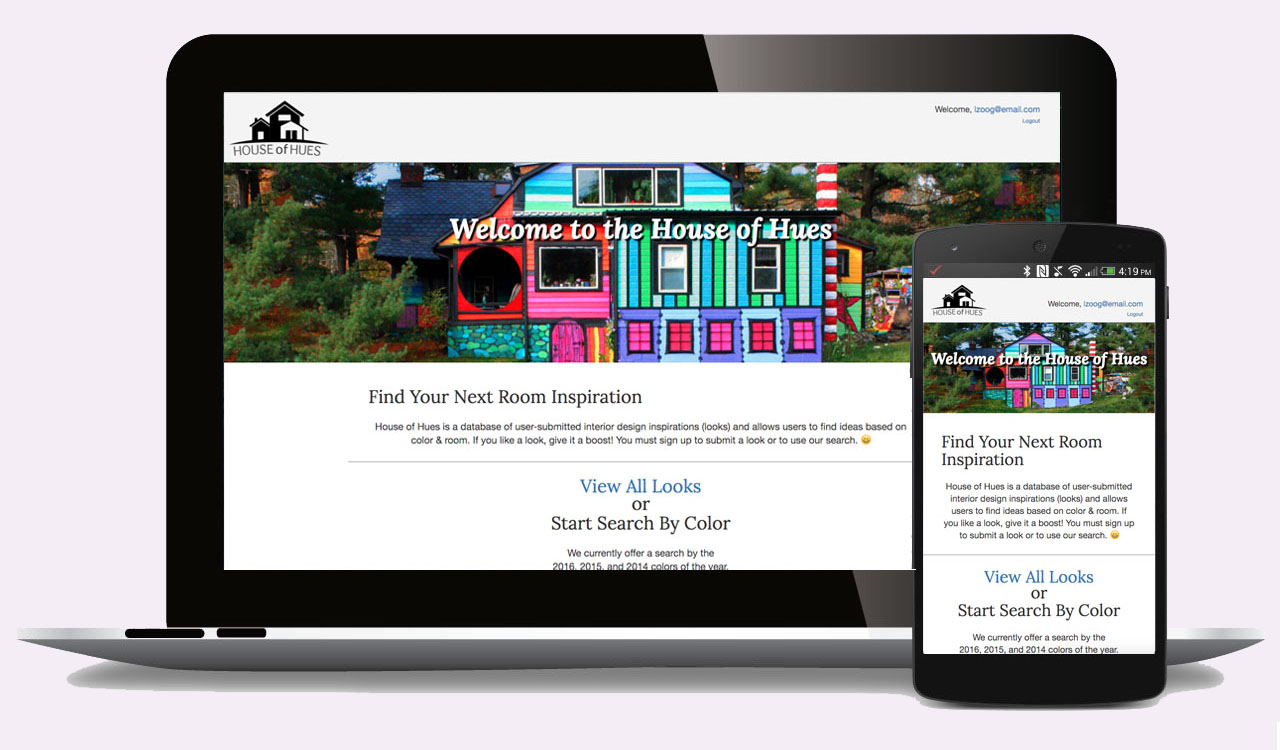 HOUSE of HUES
Welcome, lzoog@email.com
Logout
Welcome to the House of Hues
Find Your Next Room Inspiration
House of Hues is a database of user-submitted interior design inspirations (looks) and allows users to find ideas based on
color & room. If you like a look, give it a boost! You must sign up to submit a look or to use our search. 😀
View All Looks
or
Start Search By Color
We currently offer a search by the
2016, 2015, and 2014 colors of the year.
4:19 PM
HOUSE of HUES
Welcome, lzoog@email.com
Logout
Welcome to the House of Hues
Find Your Next Room
Inspiration
House of Hues is a database of user-submitted
interior design inspirations (looks) and allows
users to find ideas based on color & room. If
you like a look, give it a boost! You must sign up
to submit a look or to use our search. 😀
View All Looks
or
Start Search By Color
We currently offer a search by the
2016, 2015, and 2014 colors of the year.